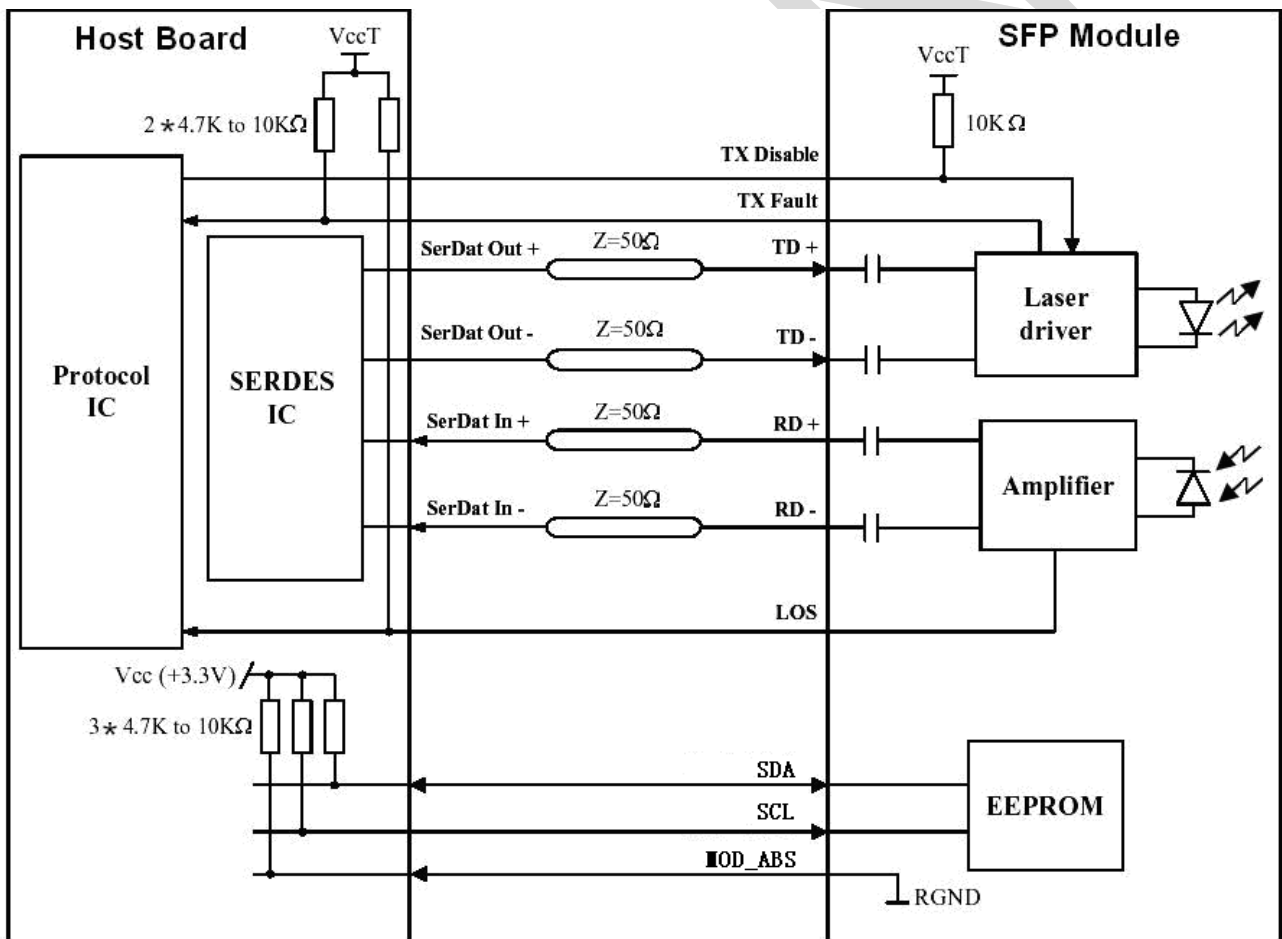 Host Board
SFP Module
VccT
VccT
2*4.7K to 10KΩ
10KΩ
TX Disable
TX Fault
SerDat Out +
Z=50Ω
TD +
SerDat Out -
Z=50Ω
TD -
Laser
driver
Protocol
IC
SERDES
IC
SerDat In +
Z=50Ω
RD +
SerDat In -
Z=50Ω
RD -
Amplifier
LOS
Vcc (+3.3V)
3* 4.7K to 10KΩ
SDA
SCL
EEPROM
MOD_ABS
RGND